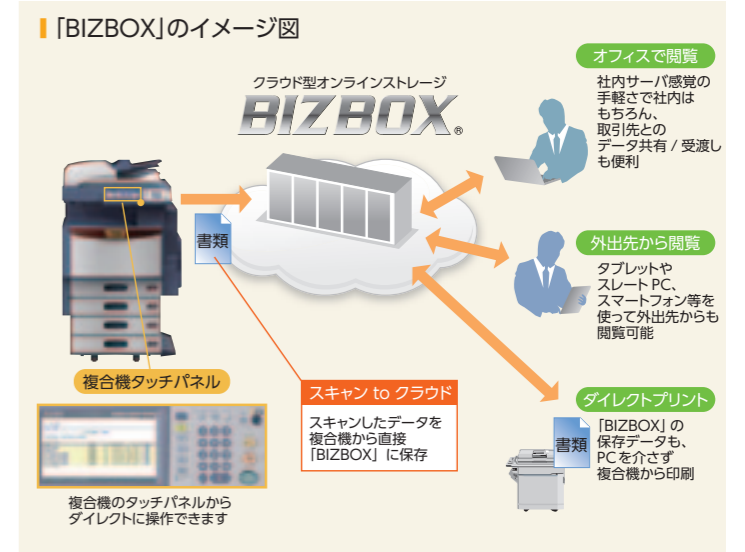 「BIZBOX」のイメージ図
クラウド型オンラインストレージ
BIZBOX®
オフィスで閲覧
社内サーバ感覚の
手軽さで社内は
もちろん、
取引先との
データ共有 / 受渡し
も便利
書類
外出先から閲覧
タブレットや
スレート PC、
スマートフォン等を
使って外出先からも
閲覧可能
複合機タッチパネル
複合機のタッチパネルから
ダイレクトに操作できます
スキャン to クラウド
スキャンしたデータを
複合機から直接
「BIZBOX」に保存
ダイレクトプリント
書類
「BIZBOX」の
保存データも、
PC を介さず
複合機から印刷